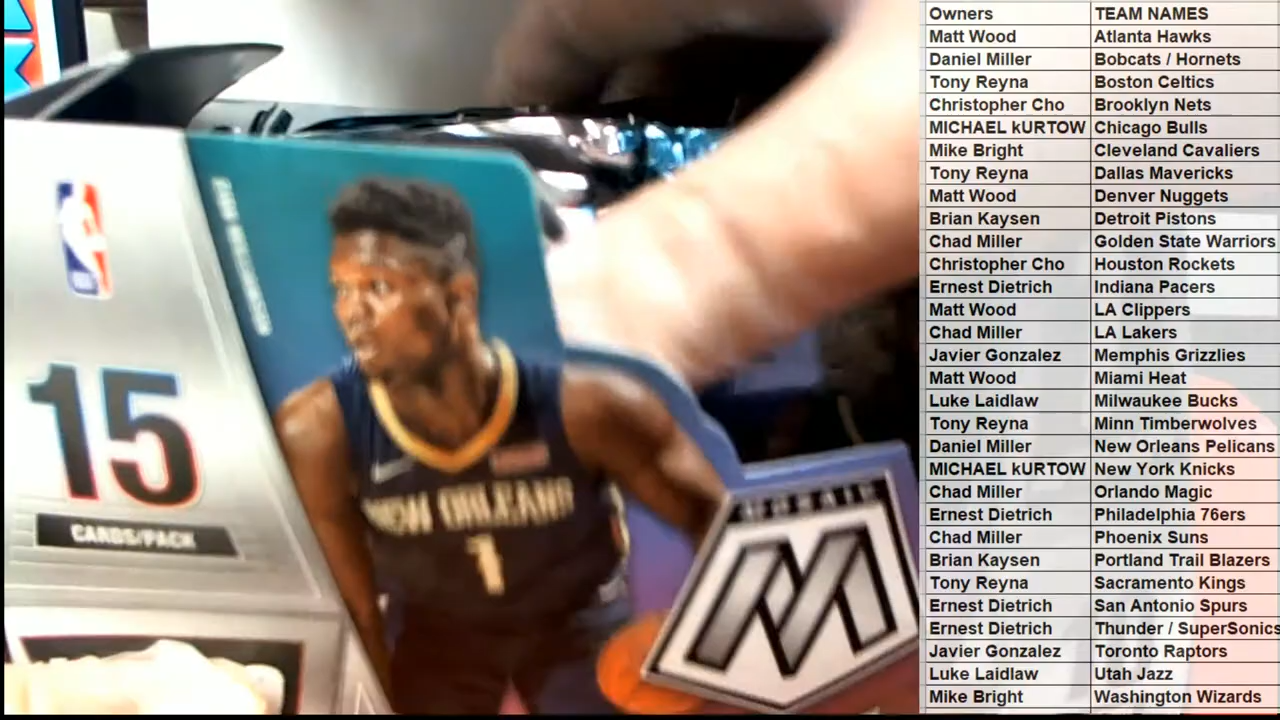 15
CARDS/PACK
NEW ORLEANS
1
MOSAIC
M
Owners TEAM NAMES
Matt Wood Atlanta Hawks
Daniel Miller Bobcats / Hornets
Tony Reyna Boston Celtics
Christopher Cho Brooklyn Nets
MICHAEL kURTOW Chicago Bulls
Mike Bright Cleveland Cavaliers
Tony Reyna Dallas Mavericks
Matt Wood Denver Nuggets
Brian Kaysen Detroit Pistons
Chad Miller Golden State Warriors
Christopher Cho Houston Rockets
Ernest Dietrich Indiana Pacers
Matt Wood LA Clippers
Chad Miller LA Lakers
Javier Gonzalez Memphis Grizzlies
Matt Wood Miami Heat
Luke Laidlaw Milwaukee Bucks
Tony Reyna Minn Timberwolves
Daniel Miller New Orleans Pelicans
MICHAEL kURTOW New York Knicks
Chad Miller Orlando Magic
Ernest Dietrich Philadelphia 76ers
Chad Miller Phoenix Suns
Brian Kaysen Portland Trail Blazers
Tony Reyna Sacramento Kings
Ernest Dietrich San Antonio Spurs
Ernest Dietrich Thunder / SuperSonics
Javier Gonzalez Toronto Raptors
Luke Laidlaw Utah Jazz
Mike Bright Washington Wizards